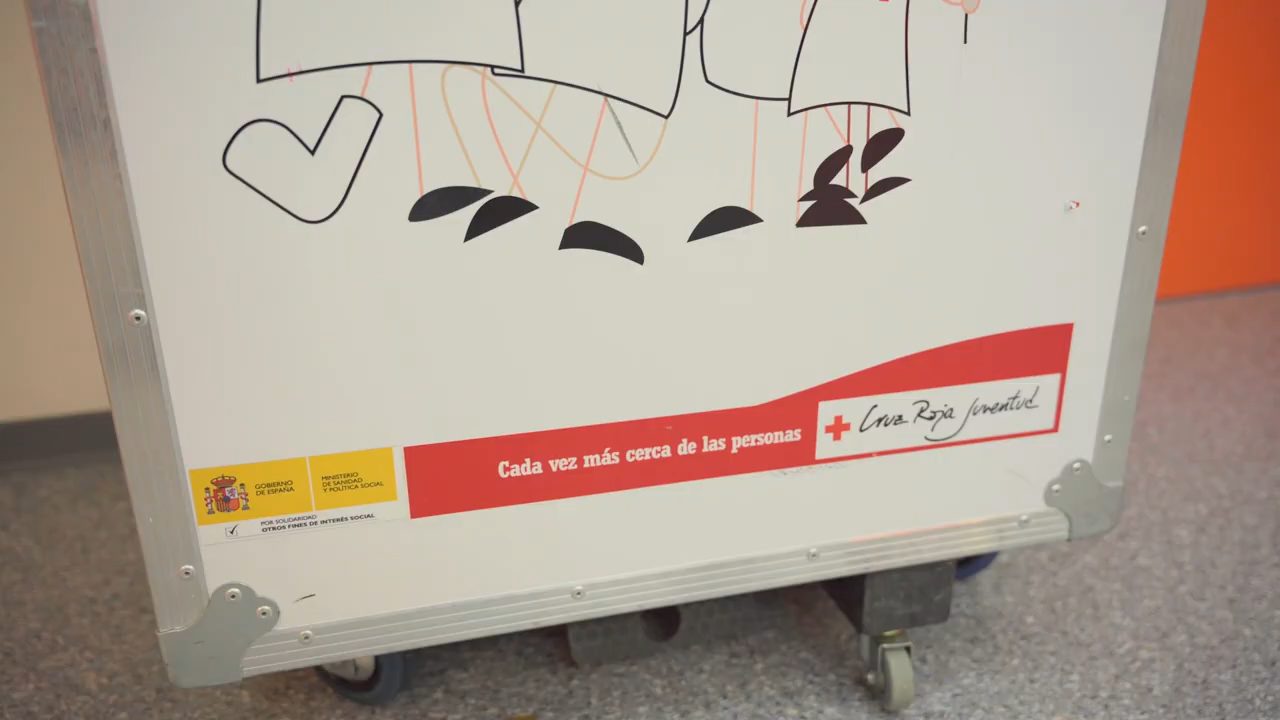 GOBIERNO
DE ESPAÑA
MINISTERIO
DE SANIDAD
Y POLÍTICA SOCIAL
POR SOLIDARIDAD
OTROS FINES DE INTERÉS SOCIAL
Cada vez más cerca de las personas
Cruz Roja Juventud